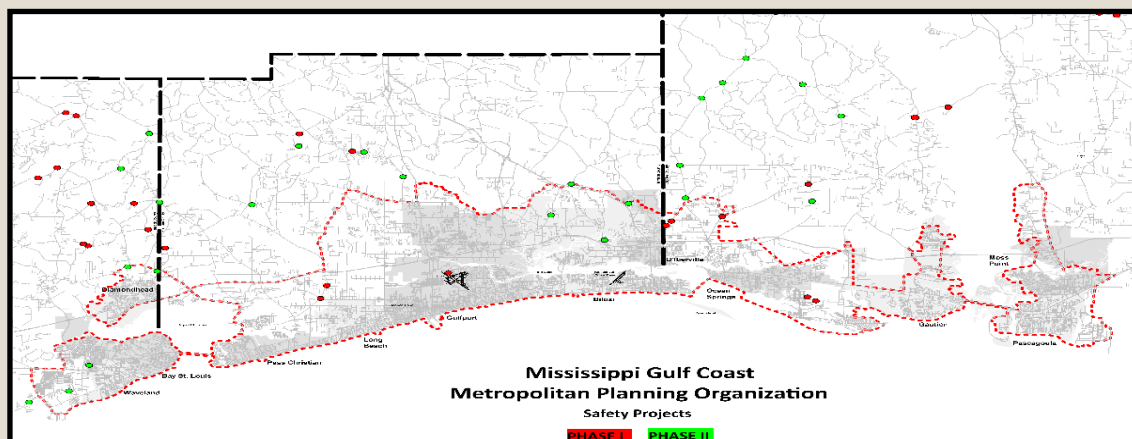 Diamondhead
D'Iberville
Moss
Point
Ocean
Springs
Biloxi
Gulfport
Long
Beach
Gautier
Pascagoula
Pass Christian
Bay St. Louis
Waveland
Mississippi Gulf Coast
Metropolitan Planning Organization
Safety Projects
PHASE I PHASE II